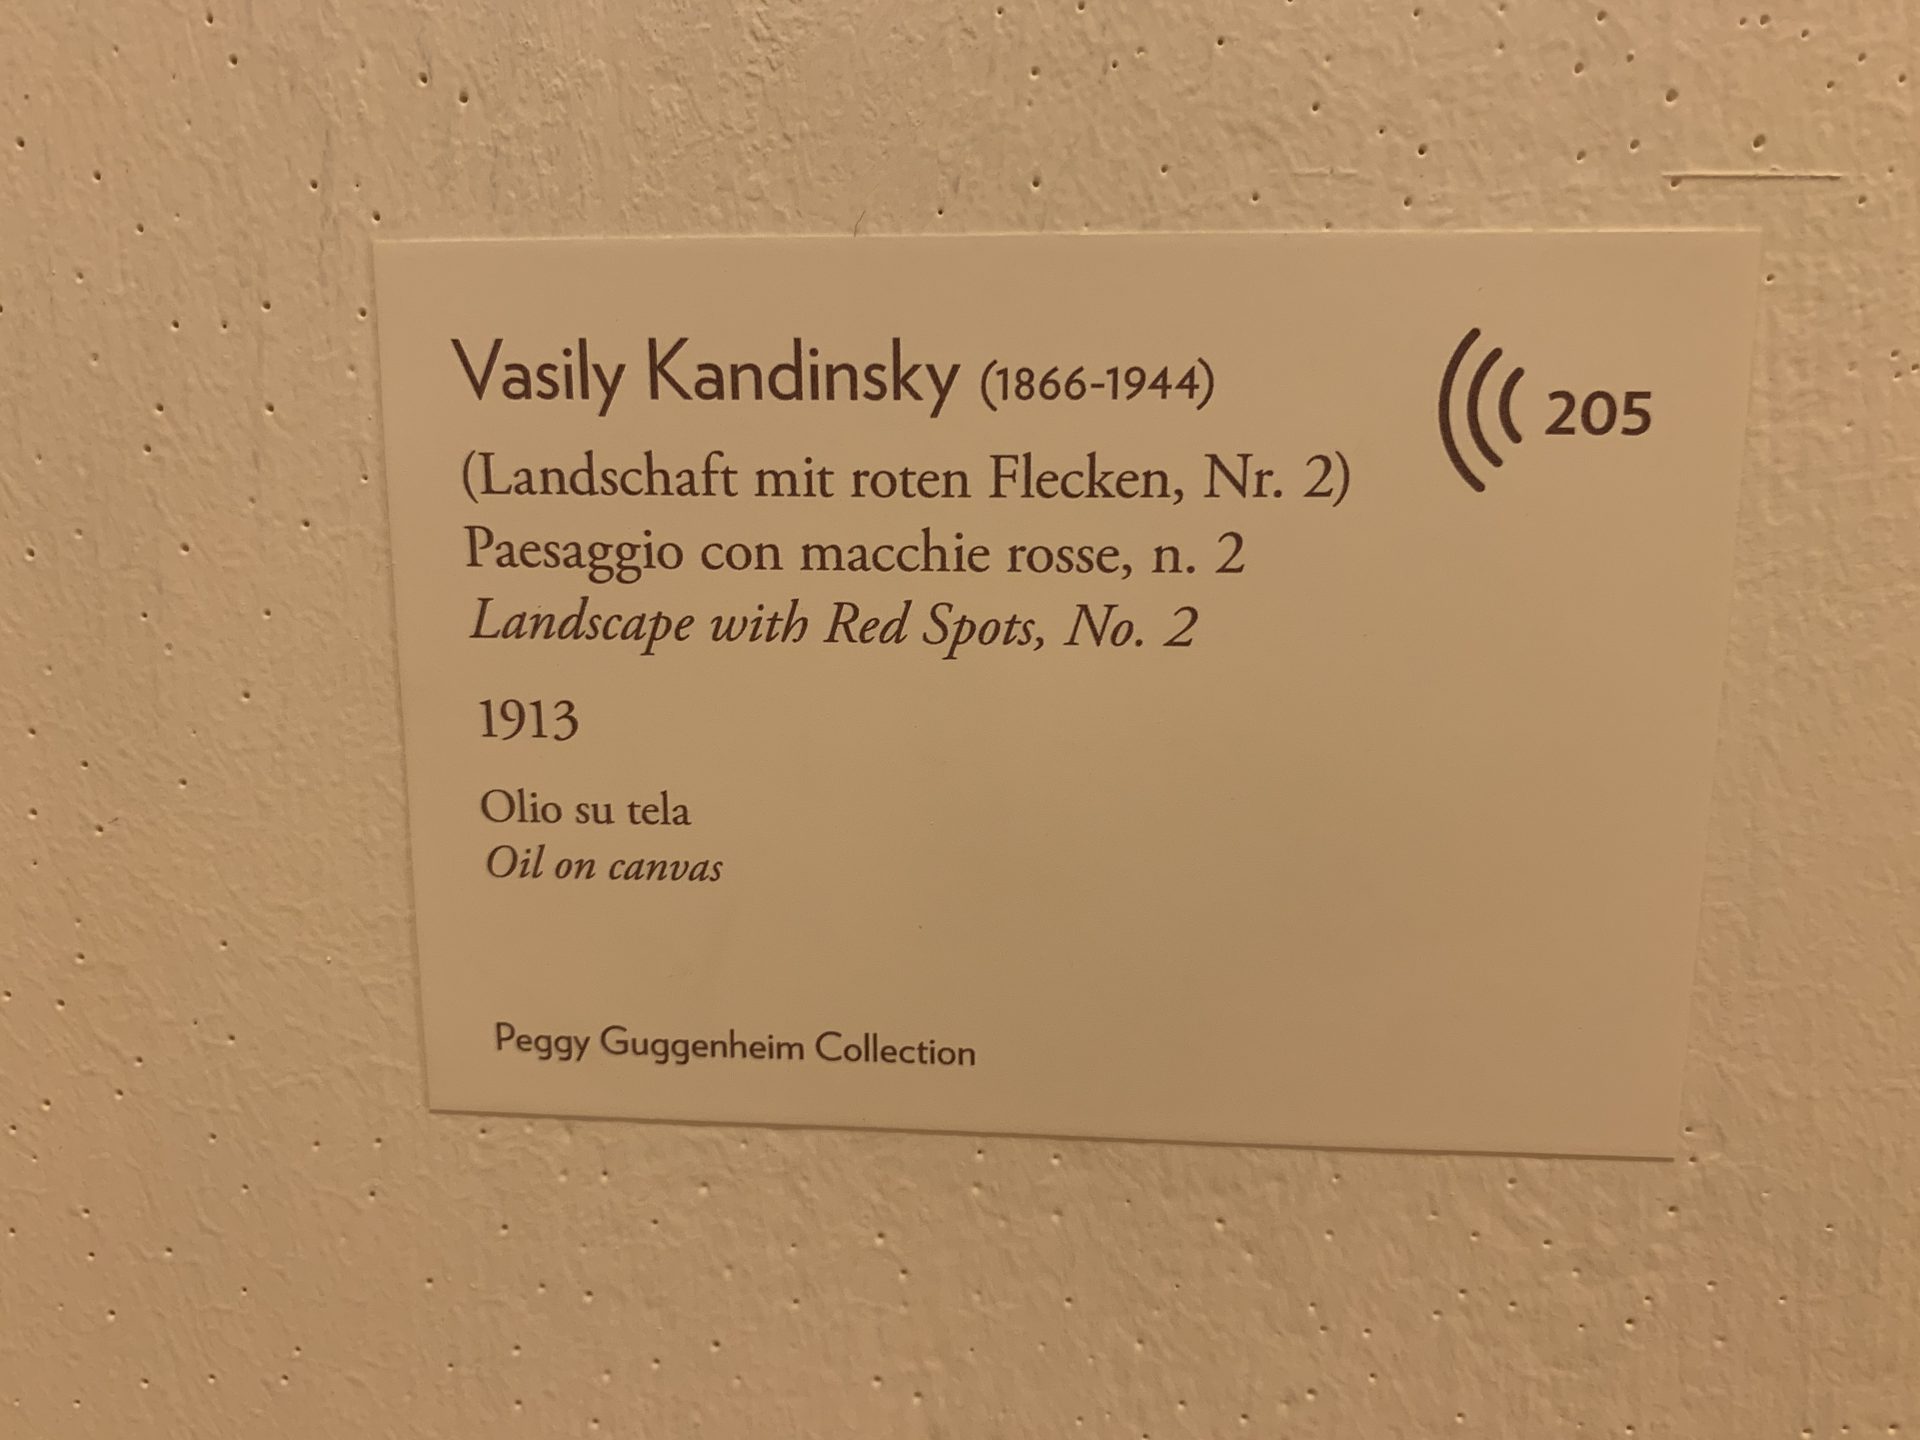 Vasily Kandinsky (1866-1944)
205
(Landschaft mit roten Flecken, Nr. 2)
Paesaggio con macchie rosse, n. 2
Landscape with Red Spots, No. 2
1913
Olio su tela
Oil on canvas
Peggy Guggenheim Collection